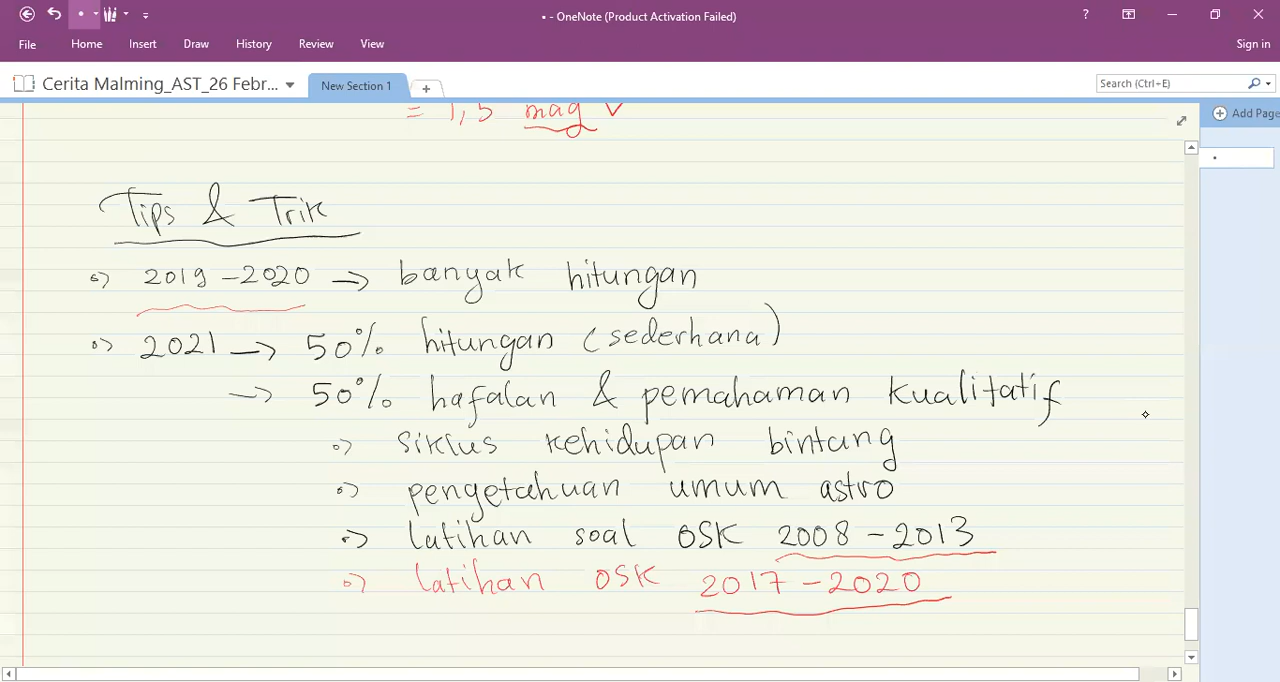 • - OneNote (Product Activation Failed)
File Home Insert Draw History Review View Sign in
Cerita Malming_AST_26 Febr... New Section 1 Search (Ctrl+E)
Add Page
= 1,5 mag
Tips & Trik
2019 - 2020 → banyak hitungan
2021 → 50% hitungan (sederhana)
→ 50% hafalan & pemahaman kualitatif
siklus kehidupan bintang
pengetahuan umum astro
latihan soal OSK 2008 - 2013
latihan OSK 2017 - 2020